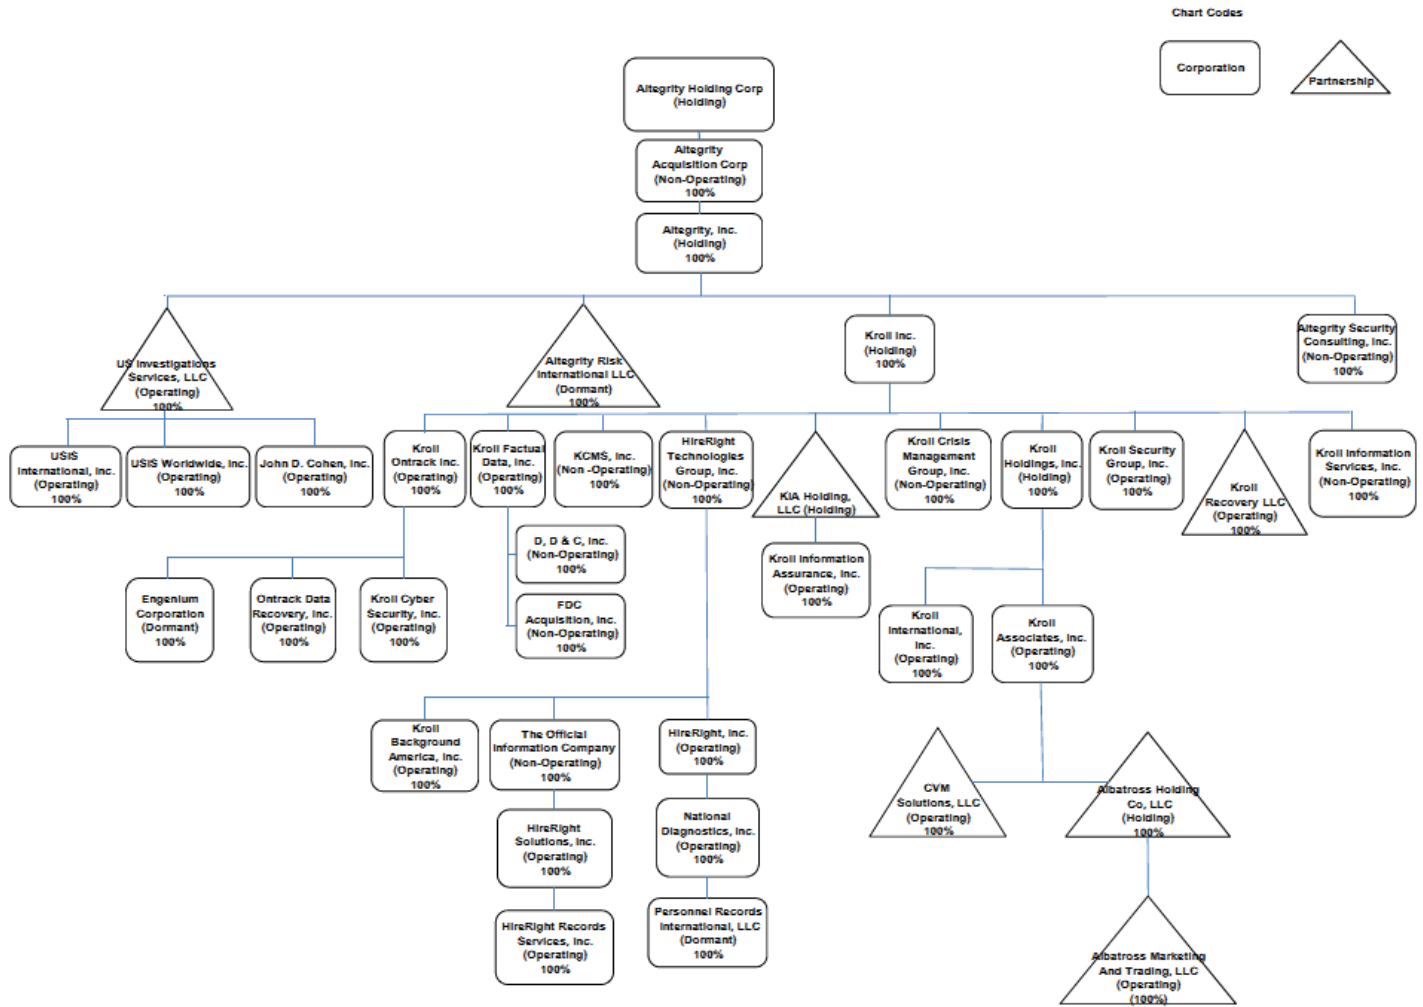 Chart Codes
Corporation
Partnership
Altegrity Holding Corp
(Holding)
Altegrity
Acquisition Corp
(Non-Operating)
100%
Altegrity, Inc.
(Holding)
100%
US Investigations
Services, LLC
(Operating)
100%
Altegrity Risk
International LLC
(Dormant)
100%
Kroll Inc.
(Holding)
100%
Altegrity Security
Consulting, Inc.
(Non-Operating)
100%
USIS
International, Inc.
(Operating)
100%
USIS Worldwide, Inc.
(Operating)
100%
John D. Cohen, Inc.
(Operating)
100%
Kroll
Ontrack Inc.
(Operating)
100%
Kroll Factual
Data, Inc.
(Operating)
100%
KCMS, Inc.
(Non -Operating)
100%
HireRight
Technologies
Group, Inc.
(Non-Operating)
100%
KIA Holding,
LLC (Holding)
Kroll Crisis
Management
Group, Inc.
(Non-Operating)
100%
Kroll
Holdings, Inc.
(Holding)
100%
Kroll Security
Group, Inc.
(Operating)
100%
Kroll
Recovery LLC
(Operating)
100%
Kroll Information
Services, Inc.
(Non-Operating)
100%
D, D & C, Inc.
(Non-Operating)
100%
FDC
Acquisition, Inc.
(Non-Operating)
100%
Kroll Information
Assurance, Inc.
(Operating)
100%
Engenium
Corporation
(Dormant)
100%
Ontrack Data
Recovery, Inc.
(Operating)
100%
Kroll Cyber
Security, Inc.
(Operating)
100%
Kroll
International,
Inc.
(Operating)
100%
Kroll
Associates, Inc.
(Operating)
100%
Kroll
Background
America, Inc.
(Operating)
100%
The Official
Information Company
(Non-Operating)
100%
HireRight, Inc.
(Operating)
100%
CVM
Solutions, LLC
(Operating)
100%
Albatross Holding
Co, LLC
(Holding)
100%
HireRight
Solutions, Inc.
(Operating)
100%
National
Diagnostics, Inc.
(Operating)
100%
HireRight Records
Services, Inc.
(Operating)
100%
Personnel Records
International, LLC
(Dormant)
100%
Albatross Marketing
And Trading, LLC
(Operating)
(100%)